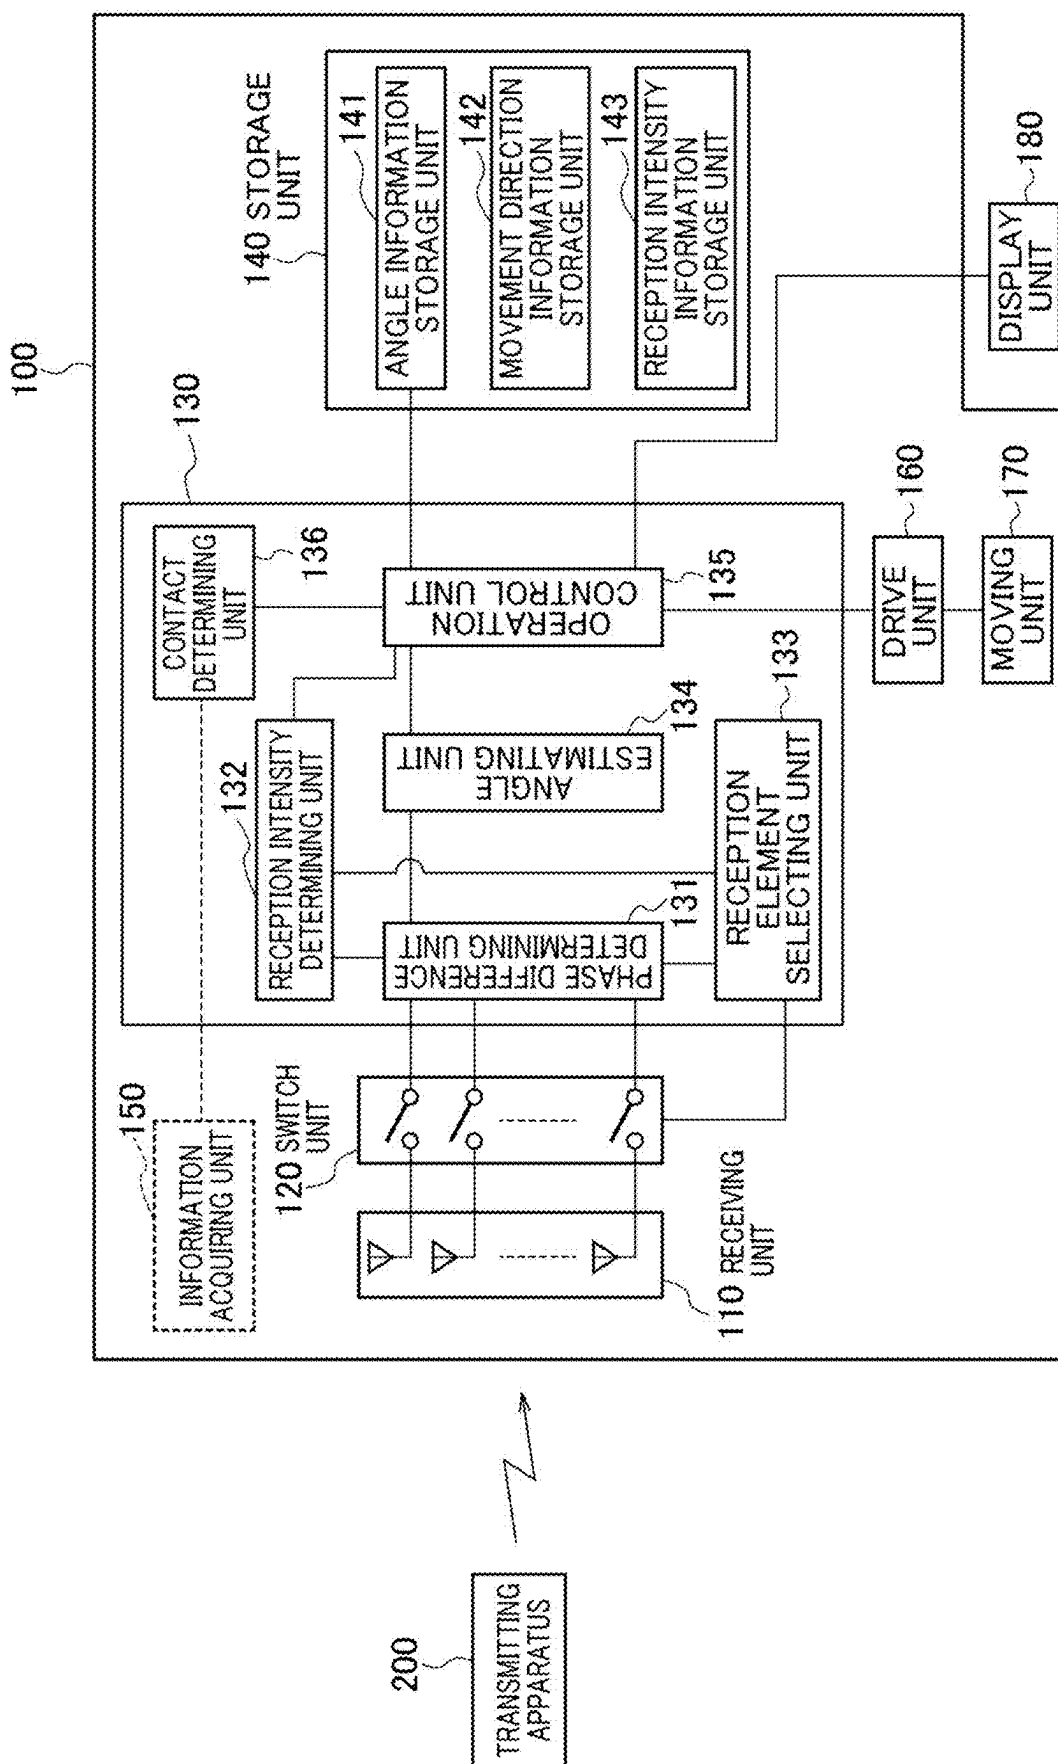 100
200
TRANSMITTING
APPARATUS
150
INFORMATION
ACQUIRING UNIT
120 SWITCH
UNIT
110 RECEIVING
UNIT
130
CONTACT
DETERMINING
UNIT
136
132
RECEPTION INTENSITY
DETERMINING UNIT
PHASE DIFFERENCE
DETERMINING UNIT
131
ANGLE
ESTIMATING UNIT
134
OPERATION
CONTROL UNIT
135
133
RECEPTION
ELEMENT
SELECTING UNIT
140 STORAGE
UNIT
141
ANGLE INFORMATION
STORAGE UNIT
142
MOVEMENT DIRECTION
INFORMATION
STORAGE UNIT
143
RECEPTION INTENSITY
INFORMATION
STORAGE UNIT
160
DRIVE
UNIT
170
MOVING
UNIT
180
DISPLAY
UNIT